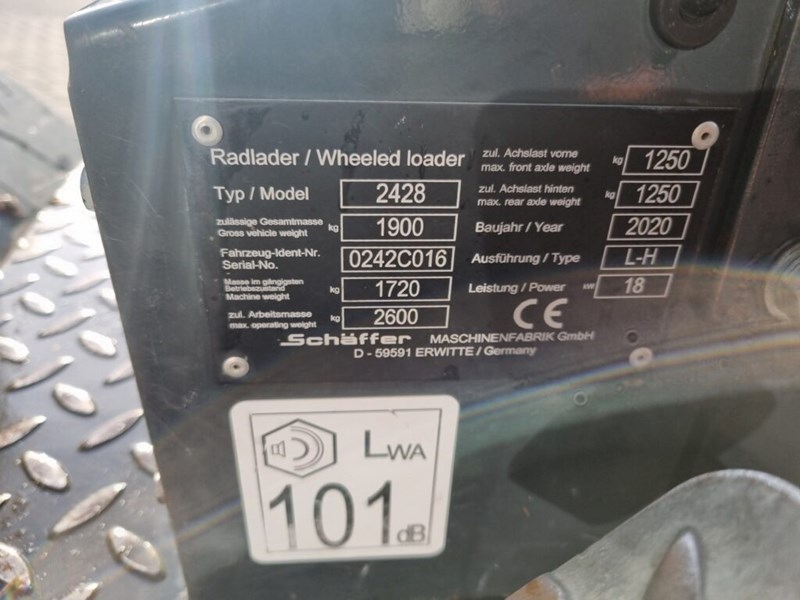 Radlader / Wheeled loader
Typ / Model 2428
zulässige Gesamtmasse
Gross vehicle weight kg 1900
Fahrzeug-Ident-Nr.
Serial-No. 0242C016
Masse im gängigsten
Betriebszustand
Machine weight kg 1720
zul. Arbeitsmasse
max. operating weight kg 2600
zul. Achslast vorne
max. front axle weight kg 1250
zul. Achslast hinten
max. rear axle weight kg 1250
Baujahr / Year 2020
Ausführung / Type L-H
Leistung / Power kW 18
CE
Schäffer MASCHINENFABRIK GmbH
D - 59591 ERWITTE / Germany
LWA
101 dB